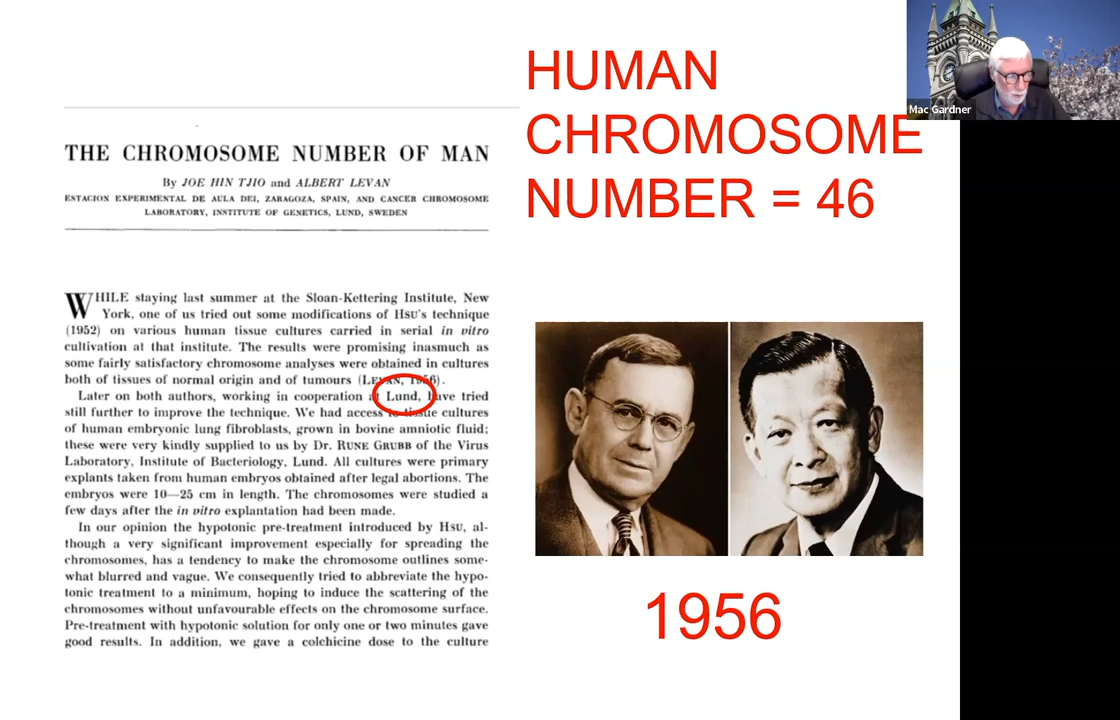 THE CHROMOSOME NUMBER OF MAN
By JOE HIN TJIO and ALBERT LEVAN
ESTACION EXPERIMENTAL DE AULA DEI, ZARAGOZA, SPAIN, AND CANCER CHROMOSOME
LABORATORY, INSTITUTE OF GENETICS, LUND, SWEDEN
WHILE staying last summer at the Sloan-Kettering Institute, New
York, one of us tried out some modifications of HSU's technique
(1952) on various human tissue cultures carried in serial in vitro
cultivation at that institute. The results were promising inasmuch as
some fairly satisfactory chromosome analyses were obtained in cultures
both of tissues of normal origin and of tumours (LEVAN, 1956).
Later on both authors, working in cooperation at Lund, have tried
still further to improve the technique. We had access to tissue cultures
of human embryonic lung fibroblasts, grown in bovine amniotic fluid;
these were very kindly supplied to us by Dr. RUNE GRUBB of the Virus
Laboratory, Institute of Bacteriology, Lund. All cultures were primary
explants taken from human embryos obtained after legal abortions. The
embryos were 10—25 cm in length. The chromosomes were studied a
few days after the in vitro explantation had been made.
In our opinion the hypotonic pre-treatment introduced by HSU, al-
though a very significant improvement especially for spreading the
chromosomes, has a tendency to make the chromosome outlines some-
what blurred and vague. We consequently tried to abbreviate the hypo-
tonic treatment to a minimum, hoping to induce the scattering of the
chromosomes without unfavourable effects on the chromosome surface.
Pre-treatment with hypotonic solution for only one or two minutes gave
good results. In addition, we gave a colchicine dose to the culture
HUMAN
CHROMOSOME
NUMBER = 46
1956
Mac Gardner